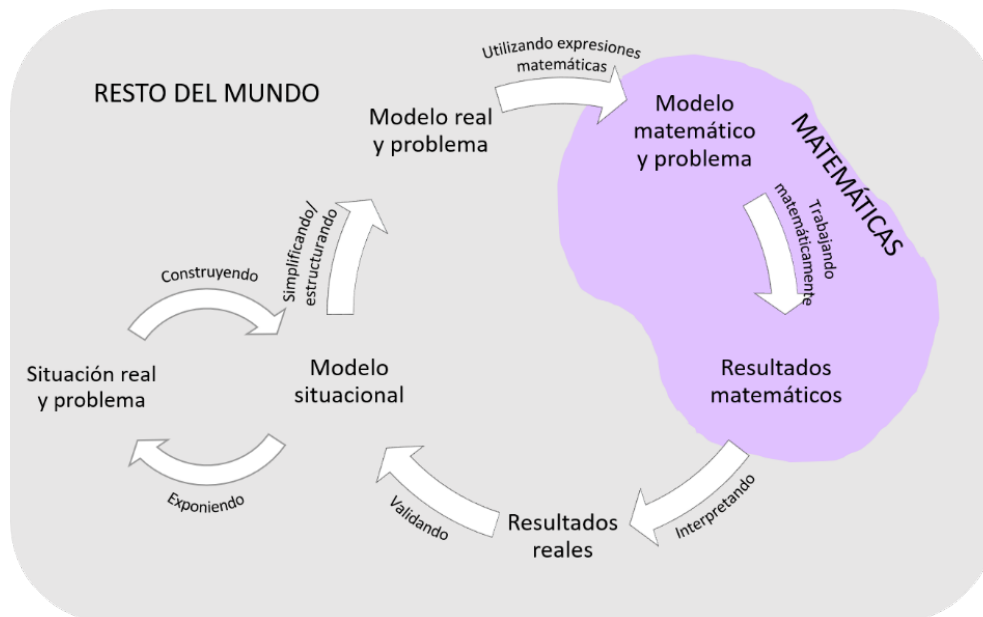 RESTO DEL MUNDO
Utilizando expresiones
matemáticas
Modelo real
y problema
Modelo
matemático
y problema
MATEMÁTICAS
Trabajando
matemáticamente
Simplificando/
estructurando
Construyendo
Situación real
y problema
Modelo
situacional
Resultados
matemáticos
Exponiendo
Validando
Resultados
reales
Interpretando